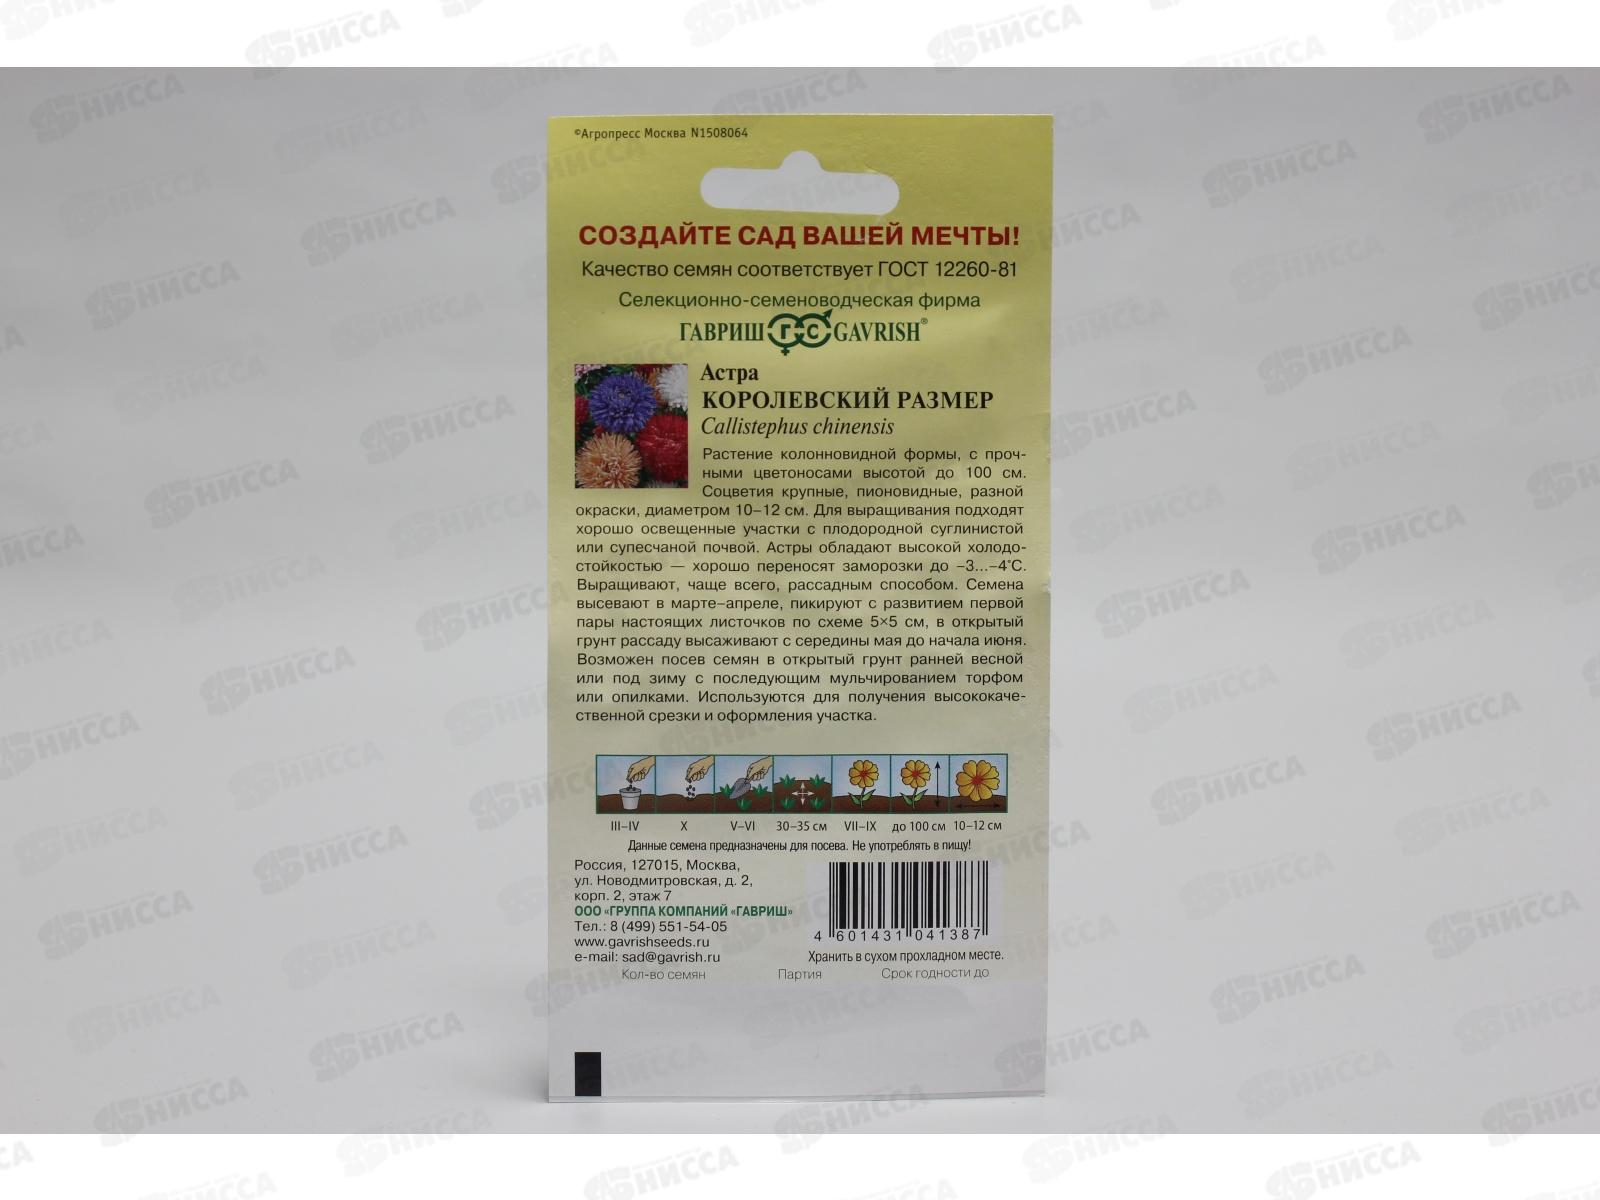 ©Агропресс Москва N1508064
СОЗДАЙТЕ САД ВАШЕЙ МЕЧТЫ!
Качество семян соответствует ГОСТ 12260-81
Селекционно-семеноводческая фирма
ГАВРИШ Г-С GAVRISH®
Астра
КОРОЛЕВСКИЙ РАЗМЕР
Callistephus chinensis
Растение колонновидной формы, с проч-
ными цветоносами высотой до 100 см.
Соцветия крупные, пионовидные, разной
окраски, диаметром 10–12 см. Для выращивания подходят
хорошо освещенные участки с плодородной суглинистой
или супесчаной почвой. Астры обладают высокой холодо-
стойкостью — хорошо переносят заморозки до –3...–4°С.
Выращивают, чаще всего, рассадным способом. Семена
высевают в марте–апреле, пикируют с развитием первой
пары настоящих листочков по схеме 5×5 см, в открытый
грунт рассаду высаживают с середины мая до начала июня.
Возможен посев семян в открытый грунт ранней весной
или под зиму с последующим мульчированием торфом
или опилками. Используются для получения высококаче-
ственной срезки и оформления участка.
III–IV X V–VI 30–35 см VII–IX до 100 см 10–12 см
Данные семена предназначены для посева. Не употреблять в пищу!
Россия, 127015, Москва,
ул. Новодмитровская, д. 2,
корп. 2, этаж 7
ООО «ГРУППА КОМПАНИЙ «ГАВРИШ»
Тел.: 8 (499) 551-54-05
www.gavrishseeds.ru
e-mail: sad@gavrish.ru
4 601431 041387
Хранить в сухом прохладном месте.
Кол-во семян Партия Срок годности до
НИССА